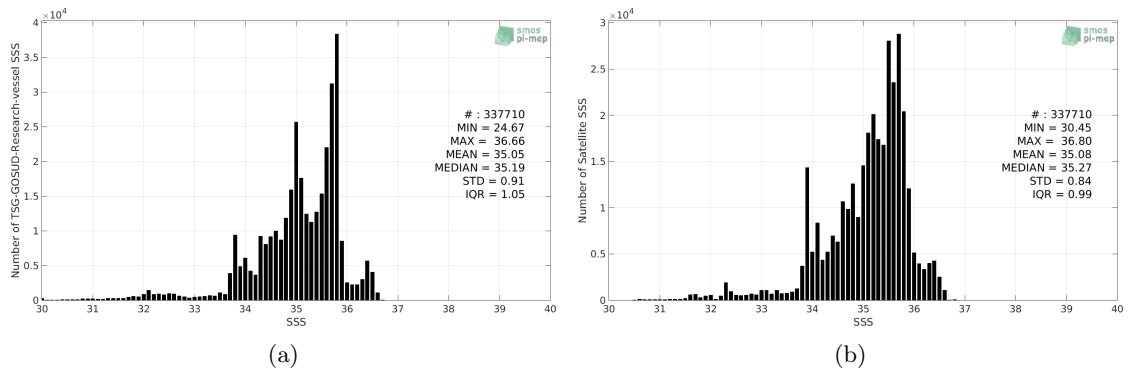 ×10⁴
4
3.5
3
2.5
2
1.5
1
0.5
0
30 31 32 33 34 35 36 37 38 39 40
SSS
Number of TSG-GOSUD-Research-vessel SSS
smos
pi-mep
# : 337710
MIN = 24.67
MAX = 36.66
MEAN = 35.05
MEDIAN = 35.19
STD = 0.91
IQR = 1.05
(a)
×10⁴
3
2.5
2
1.5
1
0.5
0
30 31 32 33 34 35 36 37 38 39 40
SSS
Number of Satellite SSS
smos
pi-mep
# : 337710
MIN = 30.45
MAX = 36.80
MEAN = 35.08
MEDIAN = 35.27
STD = 0.84
IQR = 0.99
(b)